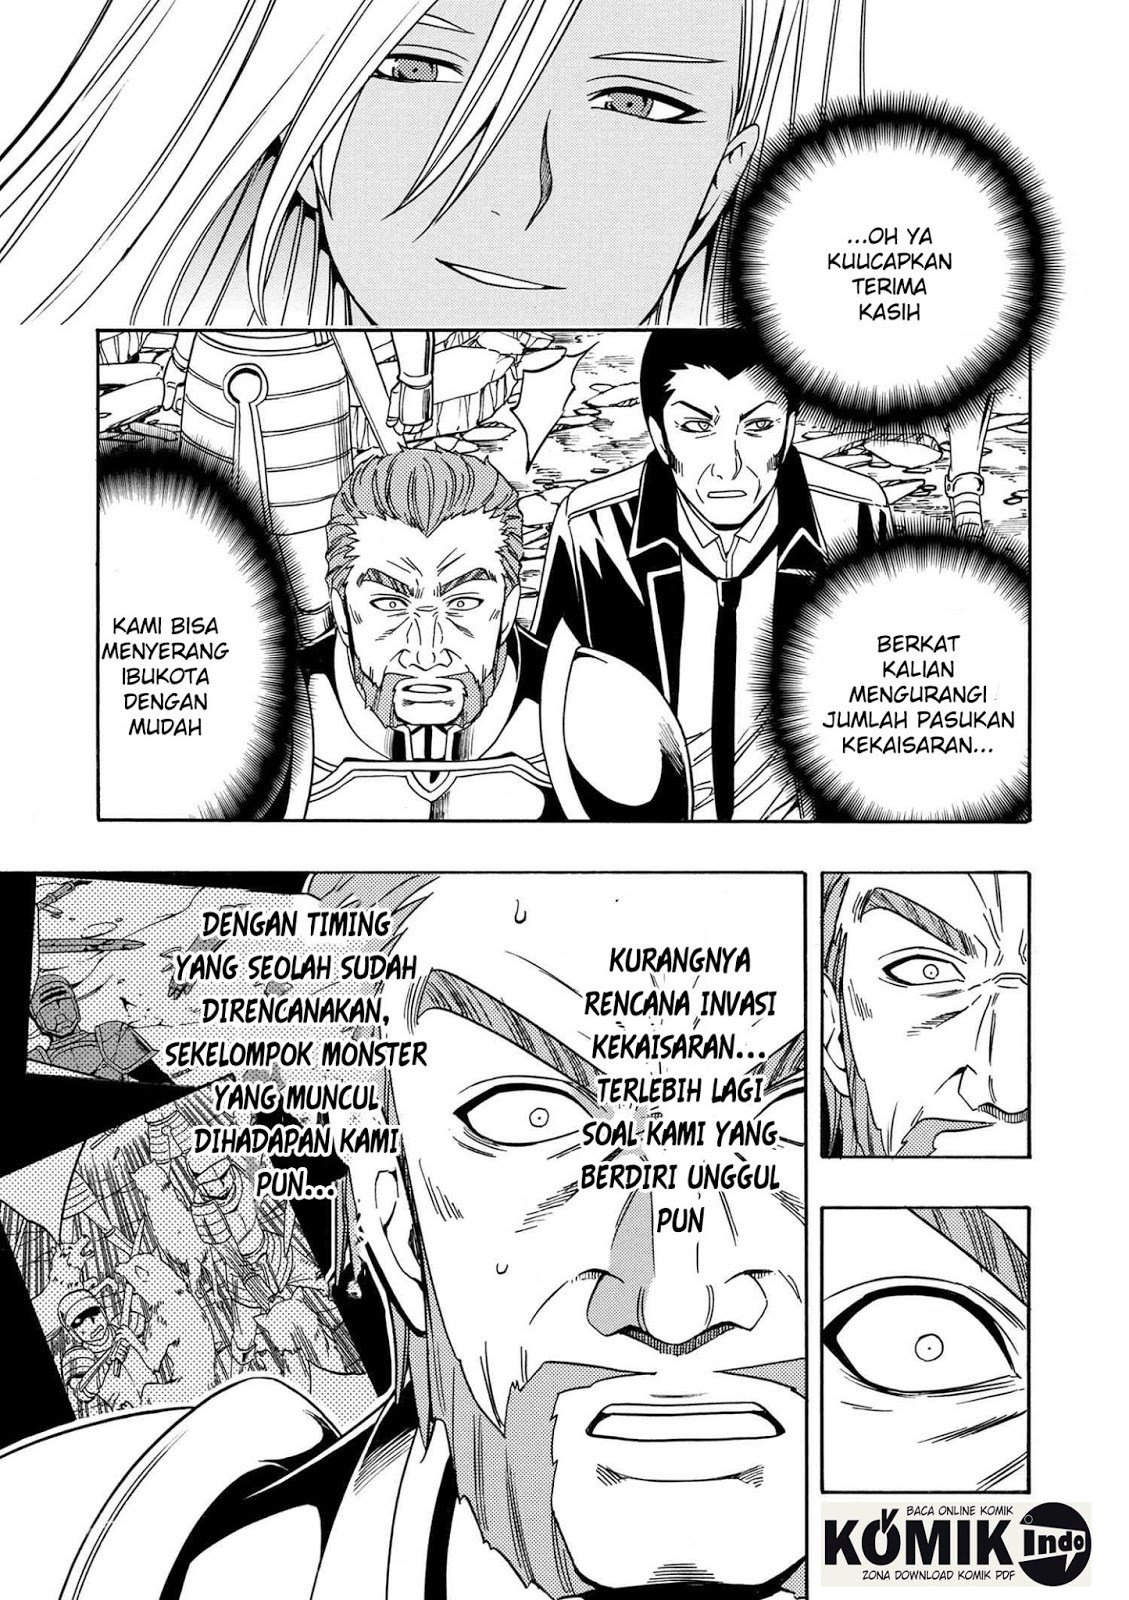 ...OH YA
KUUCAPKAN
TERIMA
KASIH
BERKAT
KALIAN
MENGURANGI
JUMLAH PASUKAN
KEKAISARAN...
KAMI BISA
MENYERANG
IBUKOTA
DENGAN
MUDAH
KURANGNYA
RENCANA INVASI
KEKAISARAN...
TERLEBIH LAGI
SOAL KAMI YANG
BERDIRI UNGGUL
PUN
DENGAN TIMING
YANG SEOLAH SUDAH
DIRENCANAKAN,
SEKELOMPOK MONSTER
YANG MUNCUL
DIHADAPAN KAMI
PUN...
BACA ONLINE KOMIK
KOMIK Indo
ZONA DOWNLOAD KOMIK PDF